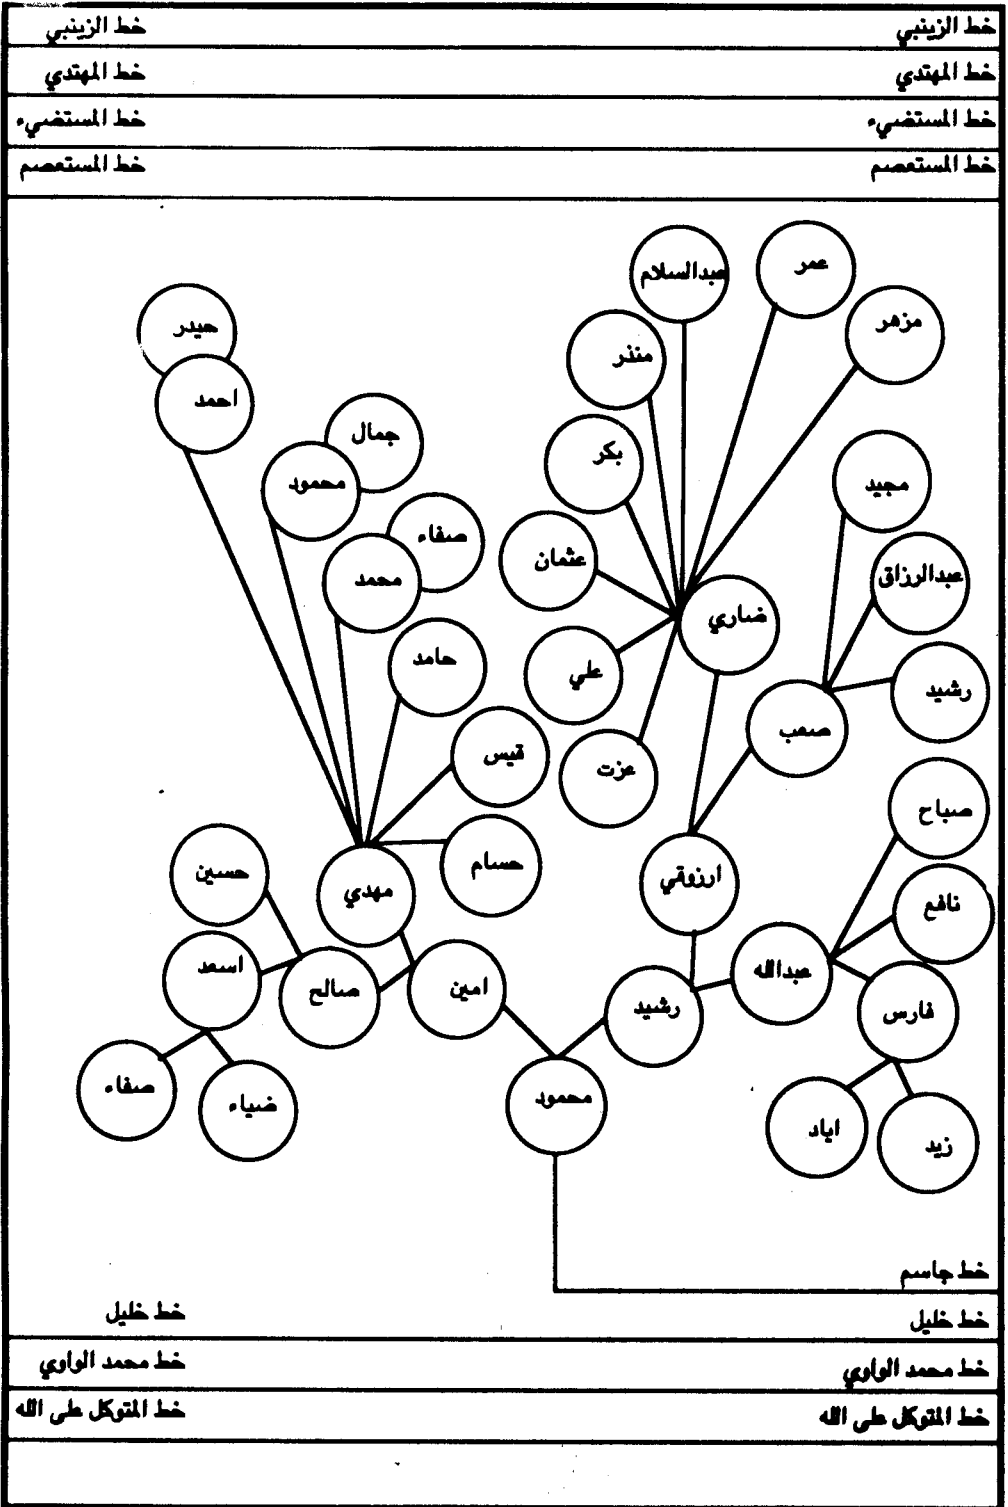 خط الزينبي
خط الزينبي
خط المهتدي
خط المهتدي
خط المستضيء
خط المستضيء
خط المستعصم
خط المستعصم
عمر
عبدالسلام
مزهر
حيدر
منذر
احمد
جمال
بكر
محمود
مجيد
صفاء
عثمان
محمد
عبدالرزاق
ضاري
حامد
علي
رشيد
صعب
قيس
عزت
صباح
حسام
حسين
مهدي
ارزوقي
نافع
اسعد
صالح
امين
رشيد
عبدالله
فارس
صفاء
ضياء
محمود
اياد
زيد
خط جاسم
خط خليل
خط خليل
خط محمد الواوي
خط محمد الواوي
خط المتوكل على الله
خط المتوكل على الله